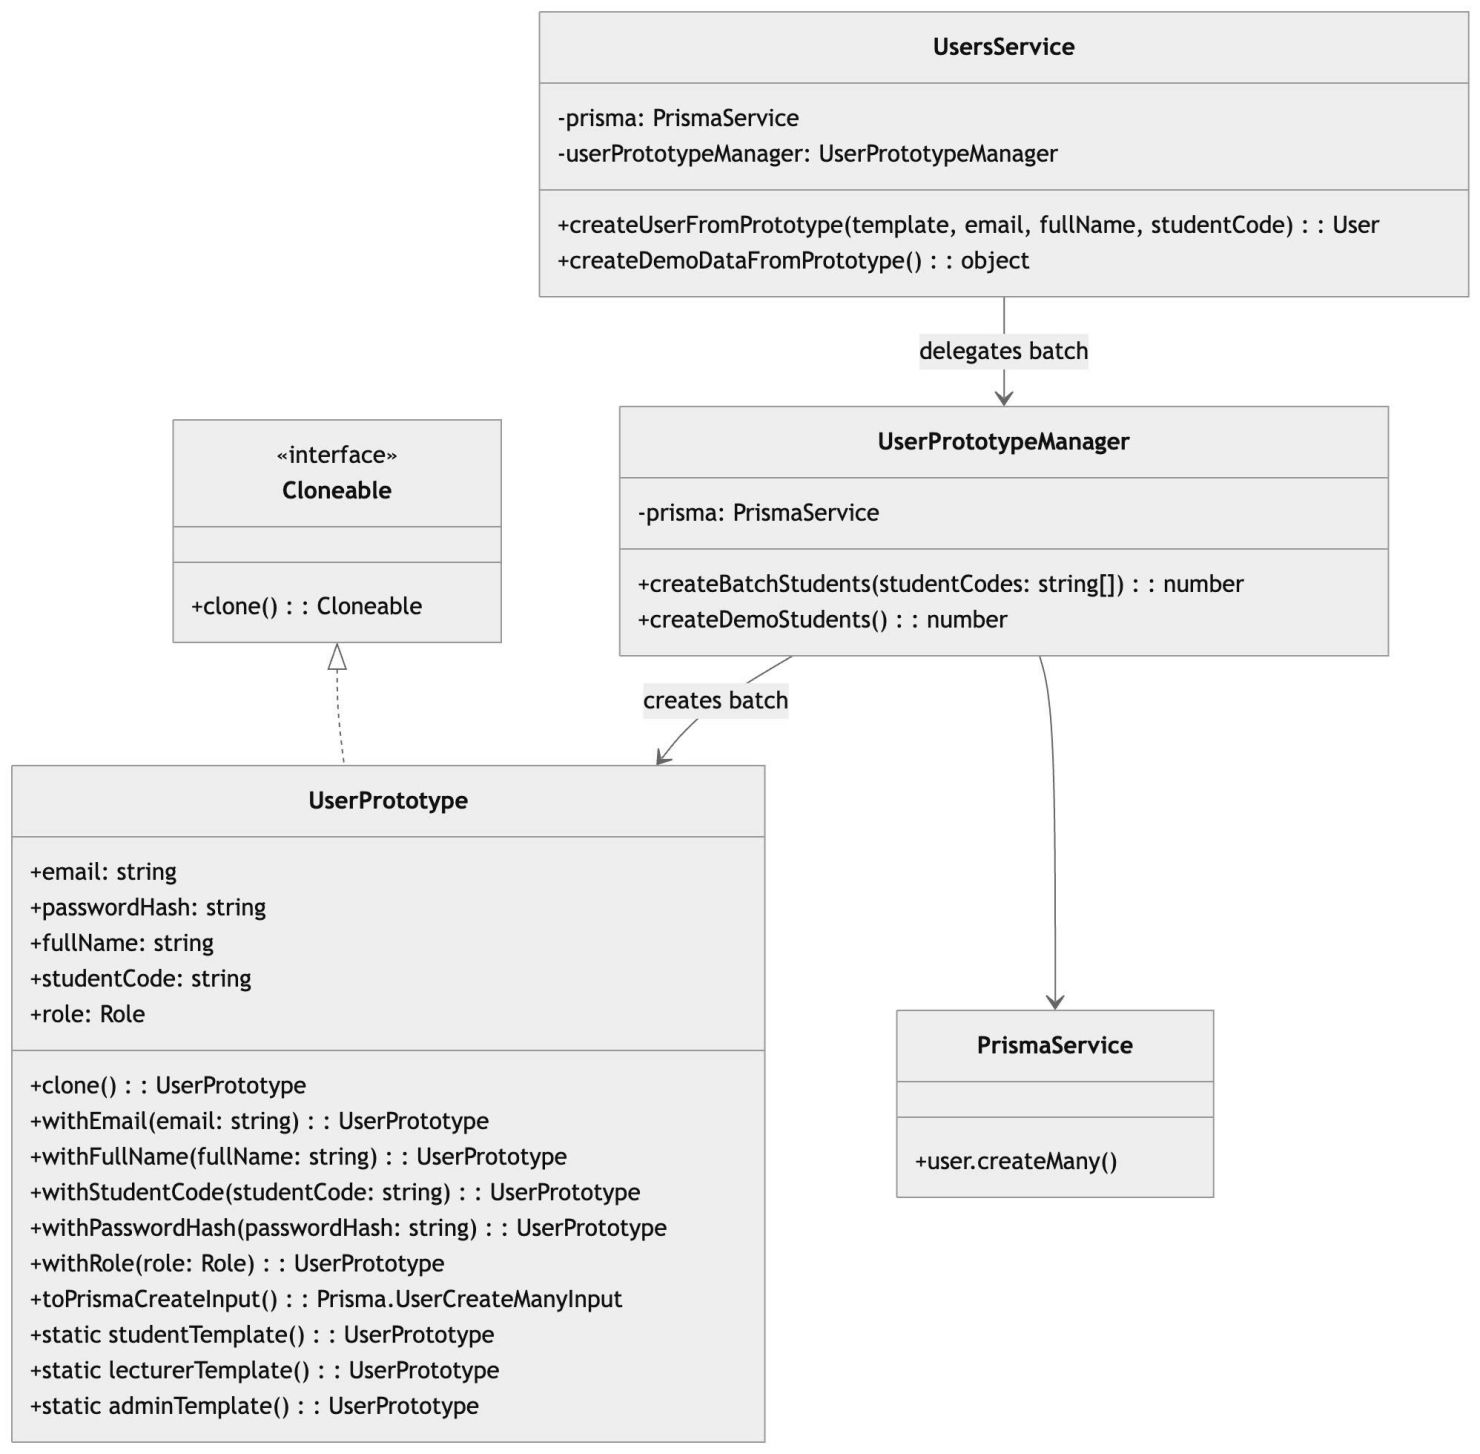 UsersService
-prisma: PrismaService
-userPrototypeManager: UserPrototypeManager
+createUserFromPrototype(template, email, fullName, studentCode) : : User
+createDemoDataFromPrototype() : : object
delegates batch
«interface»
Cloneable
+clone() : : Cloneable
UserPrototypeManager
-prisma: PrismaService
+createBatchStudents(studentCodes: string[]) : : number
+createDemoStudents() : : number
creates batch
UserPrototype
+email: string
+passwordHash: string
+fullName: string
+studentCode: string
+role: Role
+clone() : : UserPrototype
+withEmail(email: string) : : UserPrototype
+withFullName(fullName: string) : : UserPrototype
+withStudentCode(studentCode: string) : : UserPrototype
+withPasswordHash(passwordHash: string) : : UserPrototype
+withRole(role: Role) : : UserPrototype
+toPrismaCreateInput() : : Prisma.UserCreateManyInput
+static studentTemplate() : : UserPrototype
+static lecturerTemplate() : : UserPrototype
+static adminTemplate() : : UserPrototype
PrismaService
+user.createMany()